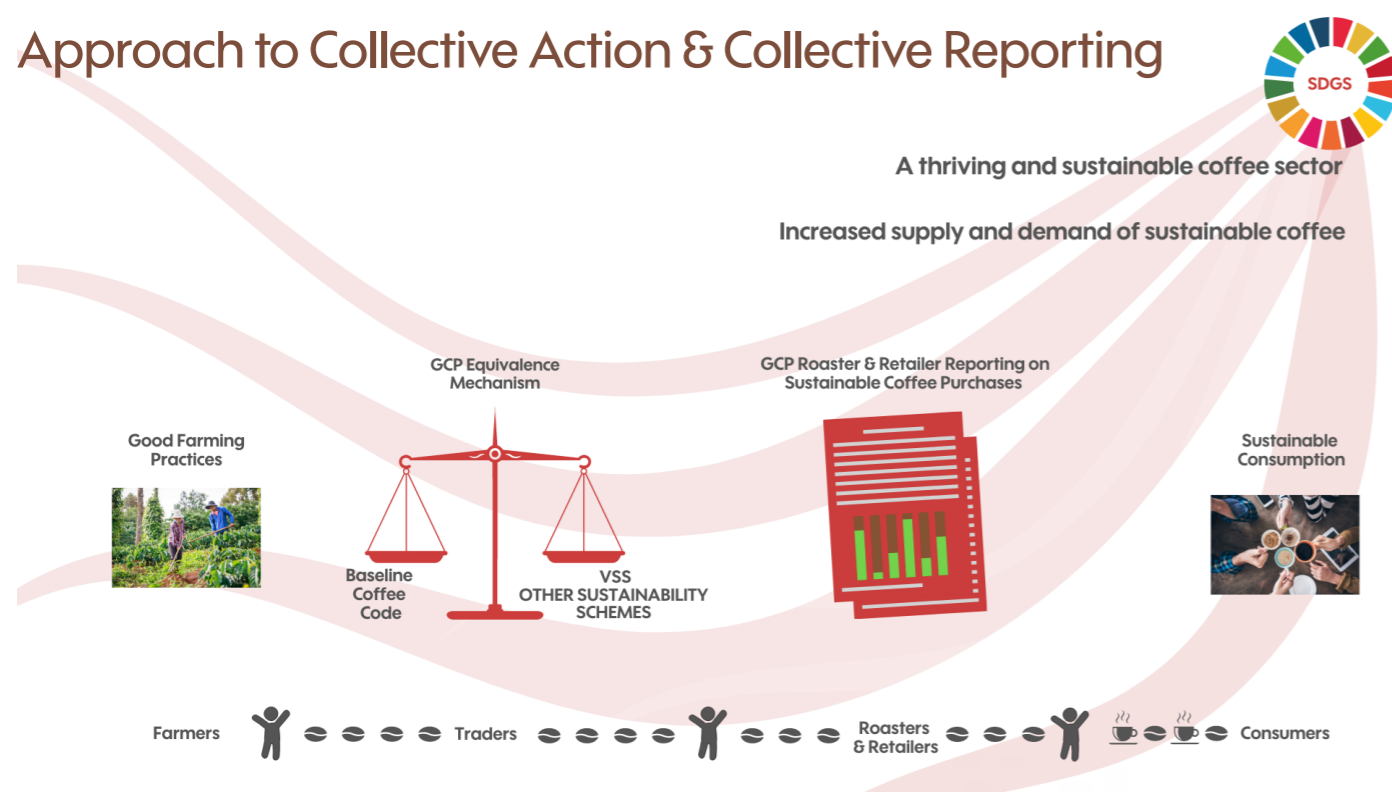 Approach to Collective Action & Collective Reporting
SDGS
A thriving and sustainable coffee sector
Increased supply and demand of sustainable coffee
GCP Equivalence
Mechanism
GCP Roaster & Retailer Reporting on
Sustainable Coffee Purchases
Good Farming
Practices
Sustainable
Consumption
Baseline
Coffee
Code
VSS
OTHER SUSTAINABILITY
SCHEMES
Farmers
Traders
Roasters
& Retailers
Consumers